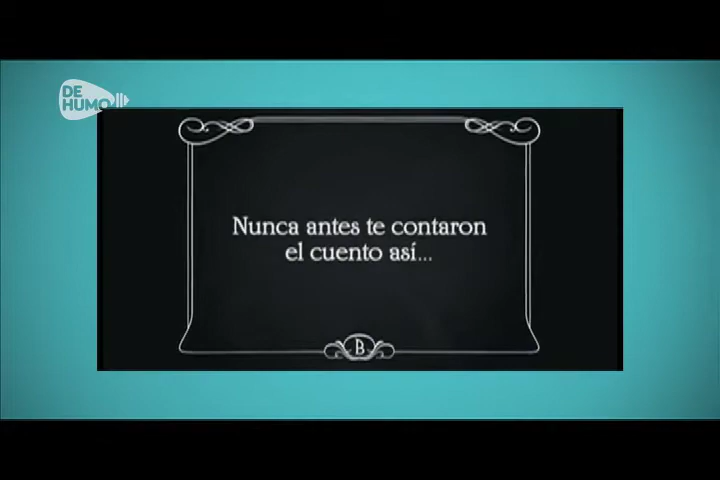 DE
HUMO
Nunca antes te contaron
el cuento así...
B